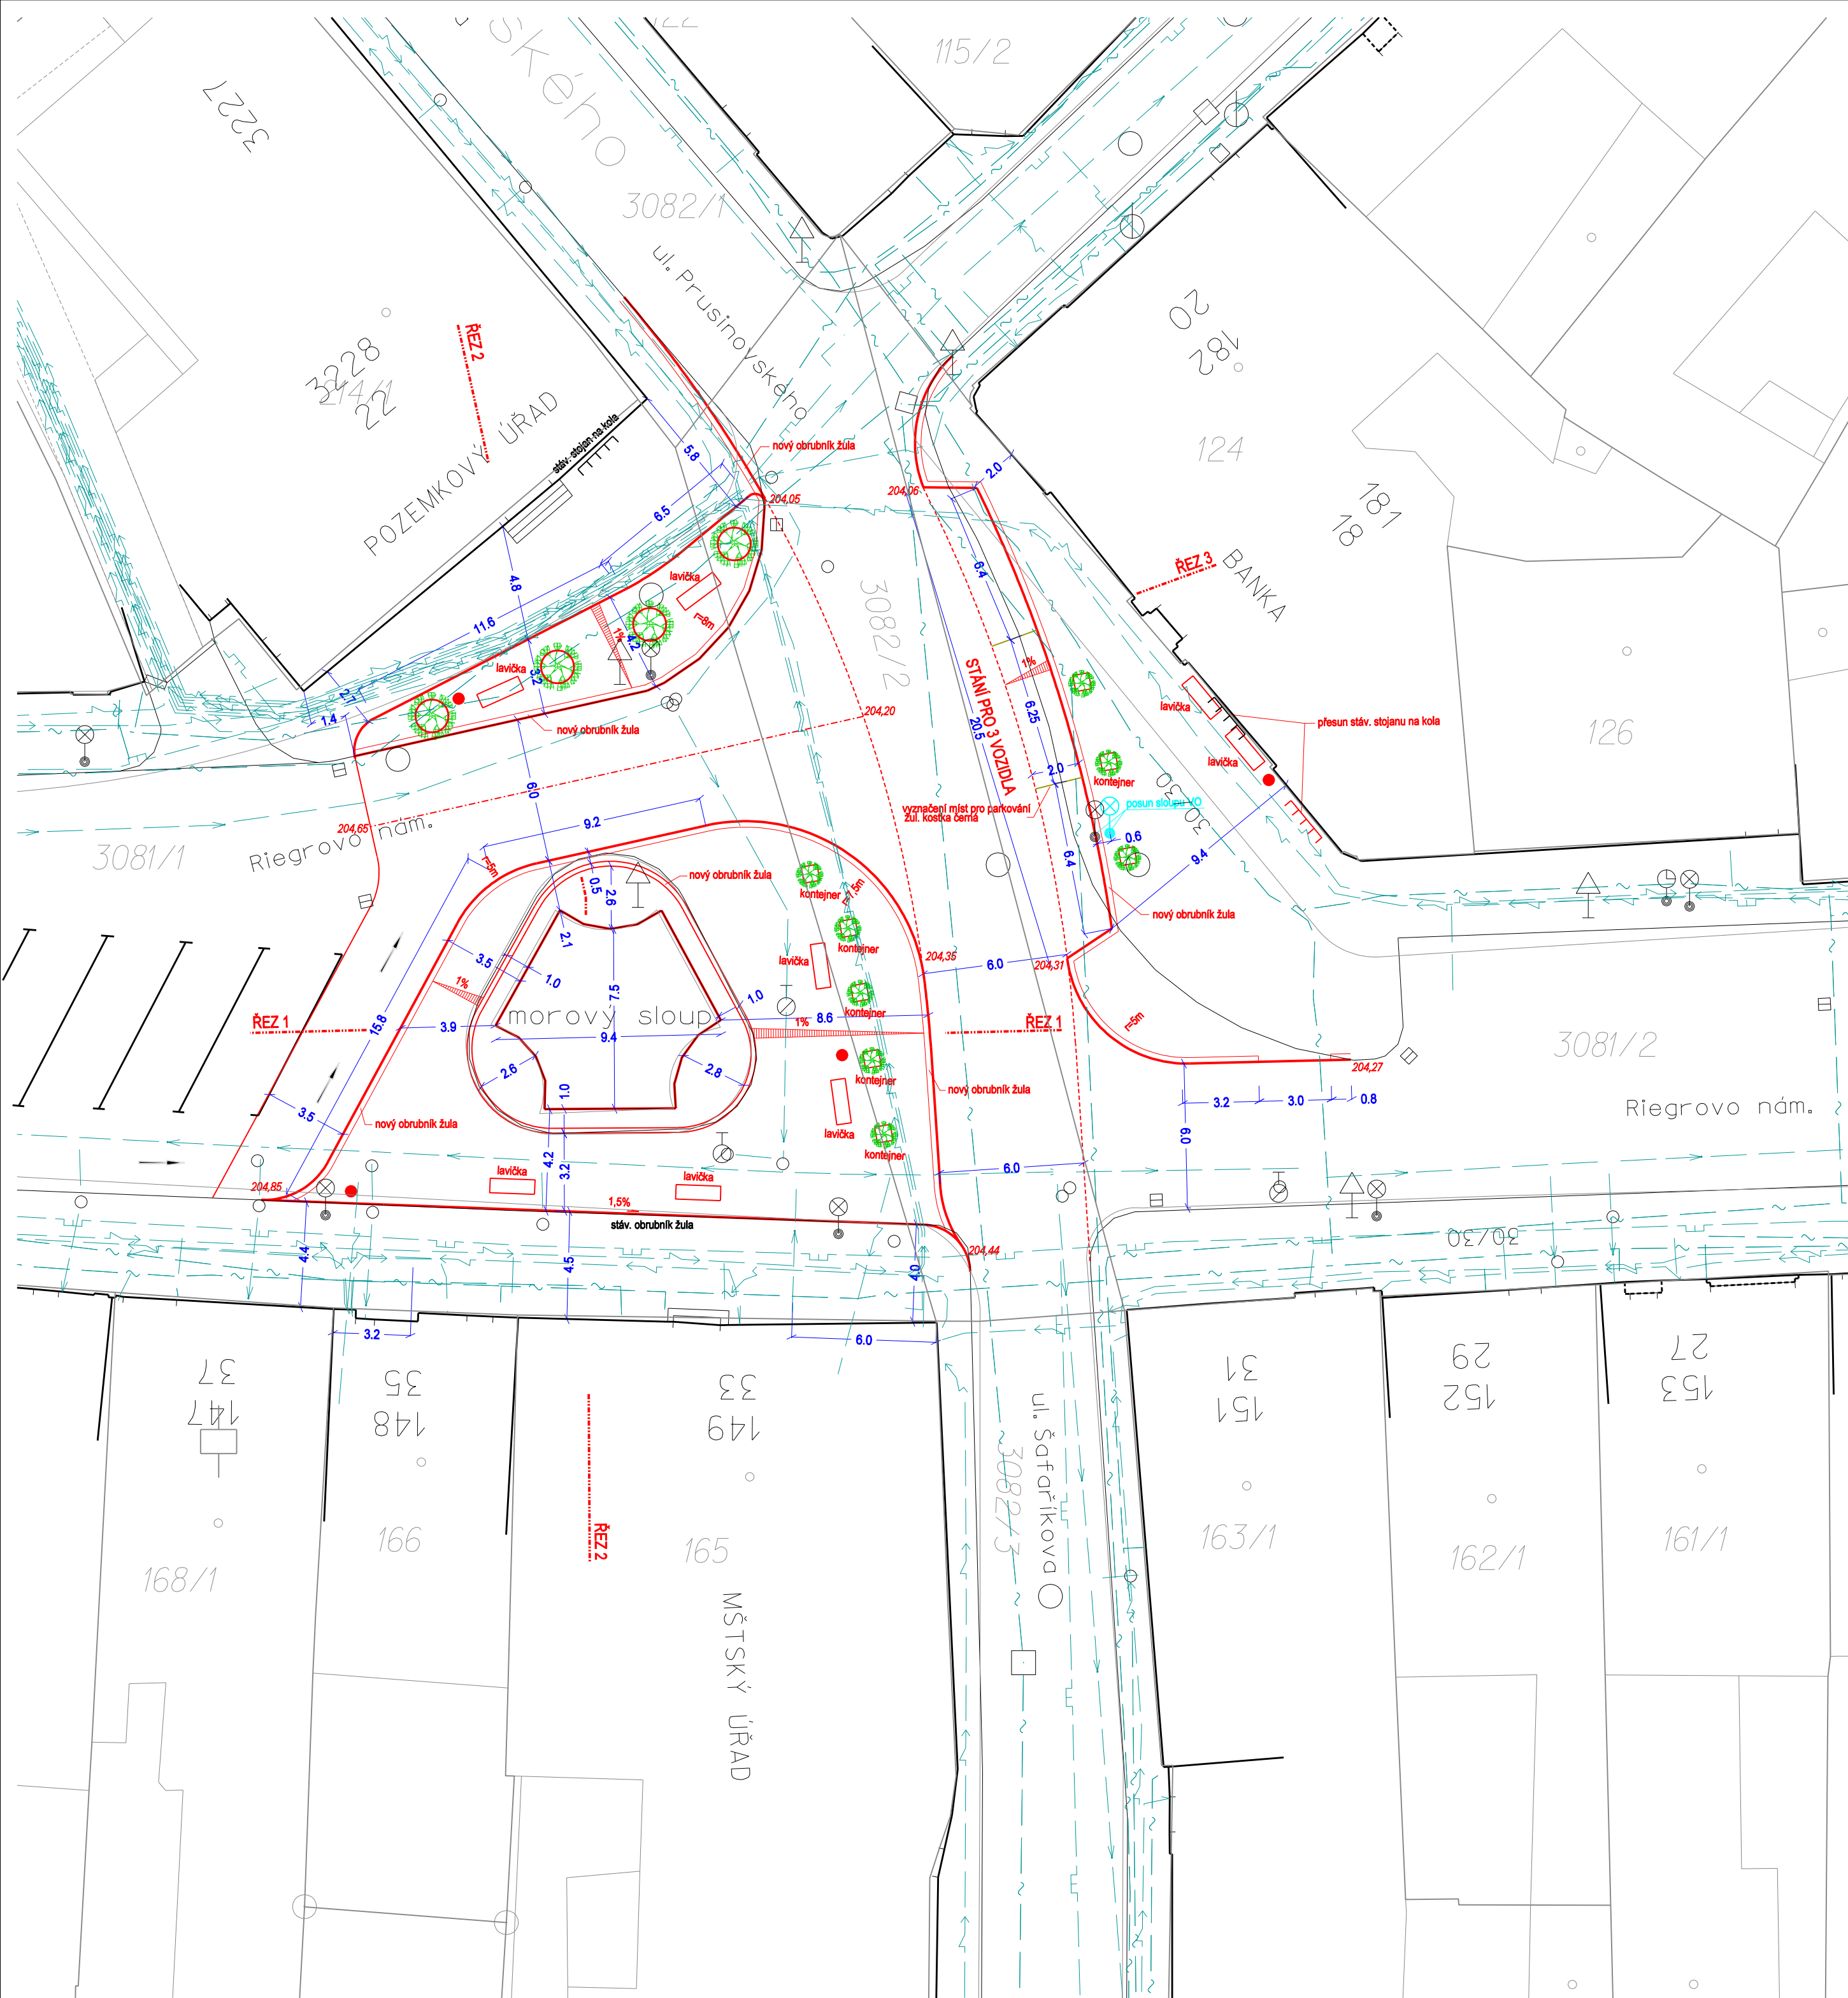 122
ského
115/2
3227
3082/1
ul. Prusinovského
20
182
3228
214/1
22
ŘEZ 2
POZEMKOVÝ ÚŘAD
stáv. stojan na kola
5.8
nový obrubník žula
124
2.0
204,06
204,05
181
18
6.5
6.4
4.8
ŘEZ 3
BANKA
lavička
r=8m
3082/2
11.6
1%
4.2
lavička
3.2
STÁNÍ PRO 3 VOZIDLA
1%
2.7
1.4
204,20
6.25
20.5
lavička
přesun stáv. stojanu na kola
nový obrubník žula
126
lavička
2.0
kontejner
6.0
vyznačení míst pro parkování
žul. kostka černá
posun sloupu VO
30/30
204,65
9.2
Riegrovo nám.
3081/1
0.6
r=5m
6.4
9.4
0.5
2.6
nový obrubník žula
kontejner
r=7,5m
nový obrubník žula
2.1
kontejner
3.5
1.0
lavička
204,35
6.0
204,31
1%
7.5
1.0
kontejner
ŘEZ 1
15.8
3.9
morový sloup
8.6
1%
ŘEZ 1
r=5m
9.4
3081/2
2.6
2.8
kontejner
204,27
1.0
nový obrubník žula
3.2
3.0
0.8
3.5
nový obrubník žula
lavička
Riegrovo nám.
6.0
kontejner
4.2
3.2
6.0
lavička
lavička
204,85
1,5%
stáv. obrubník žula
4.4
4.5
4.0
204,44
30/30
3.2
6.0
37
147
35
148
33
149
31
151
29
152
27
153
ul. Šafaříkova
3082/3
ŘEZ 2
168/1
166
165
163/1
162/1
161/1
MŠTSKÝ ÚŘAD